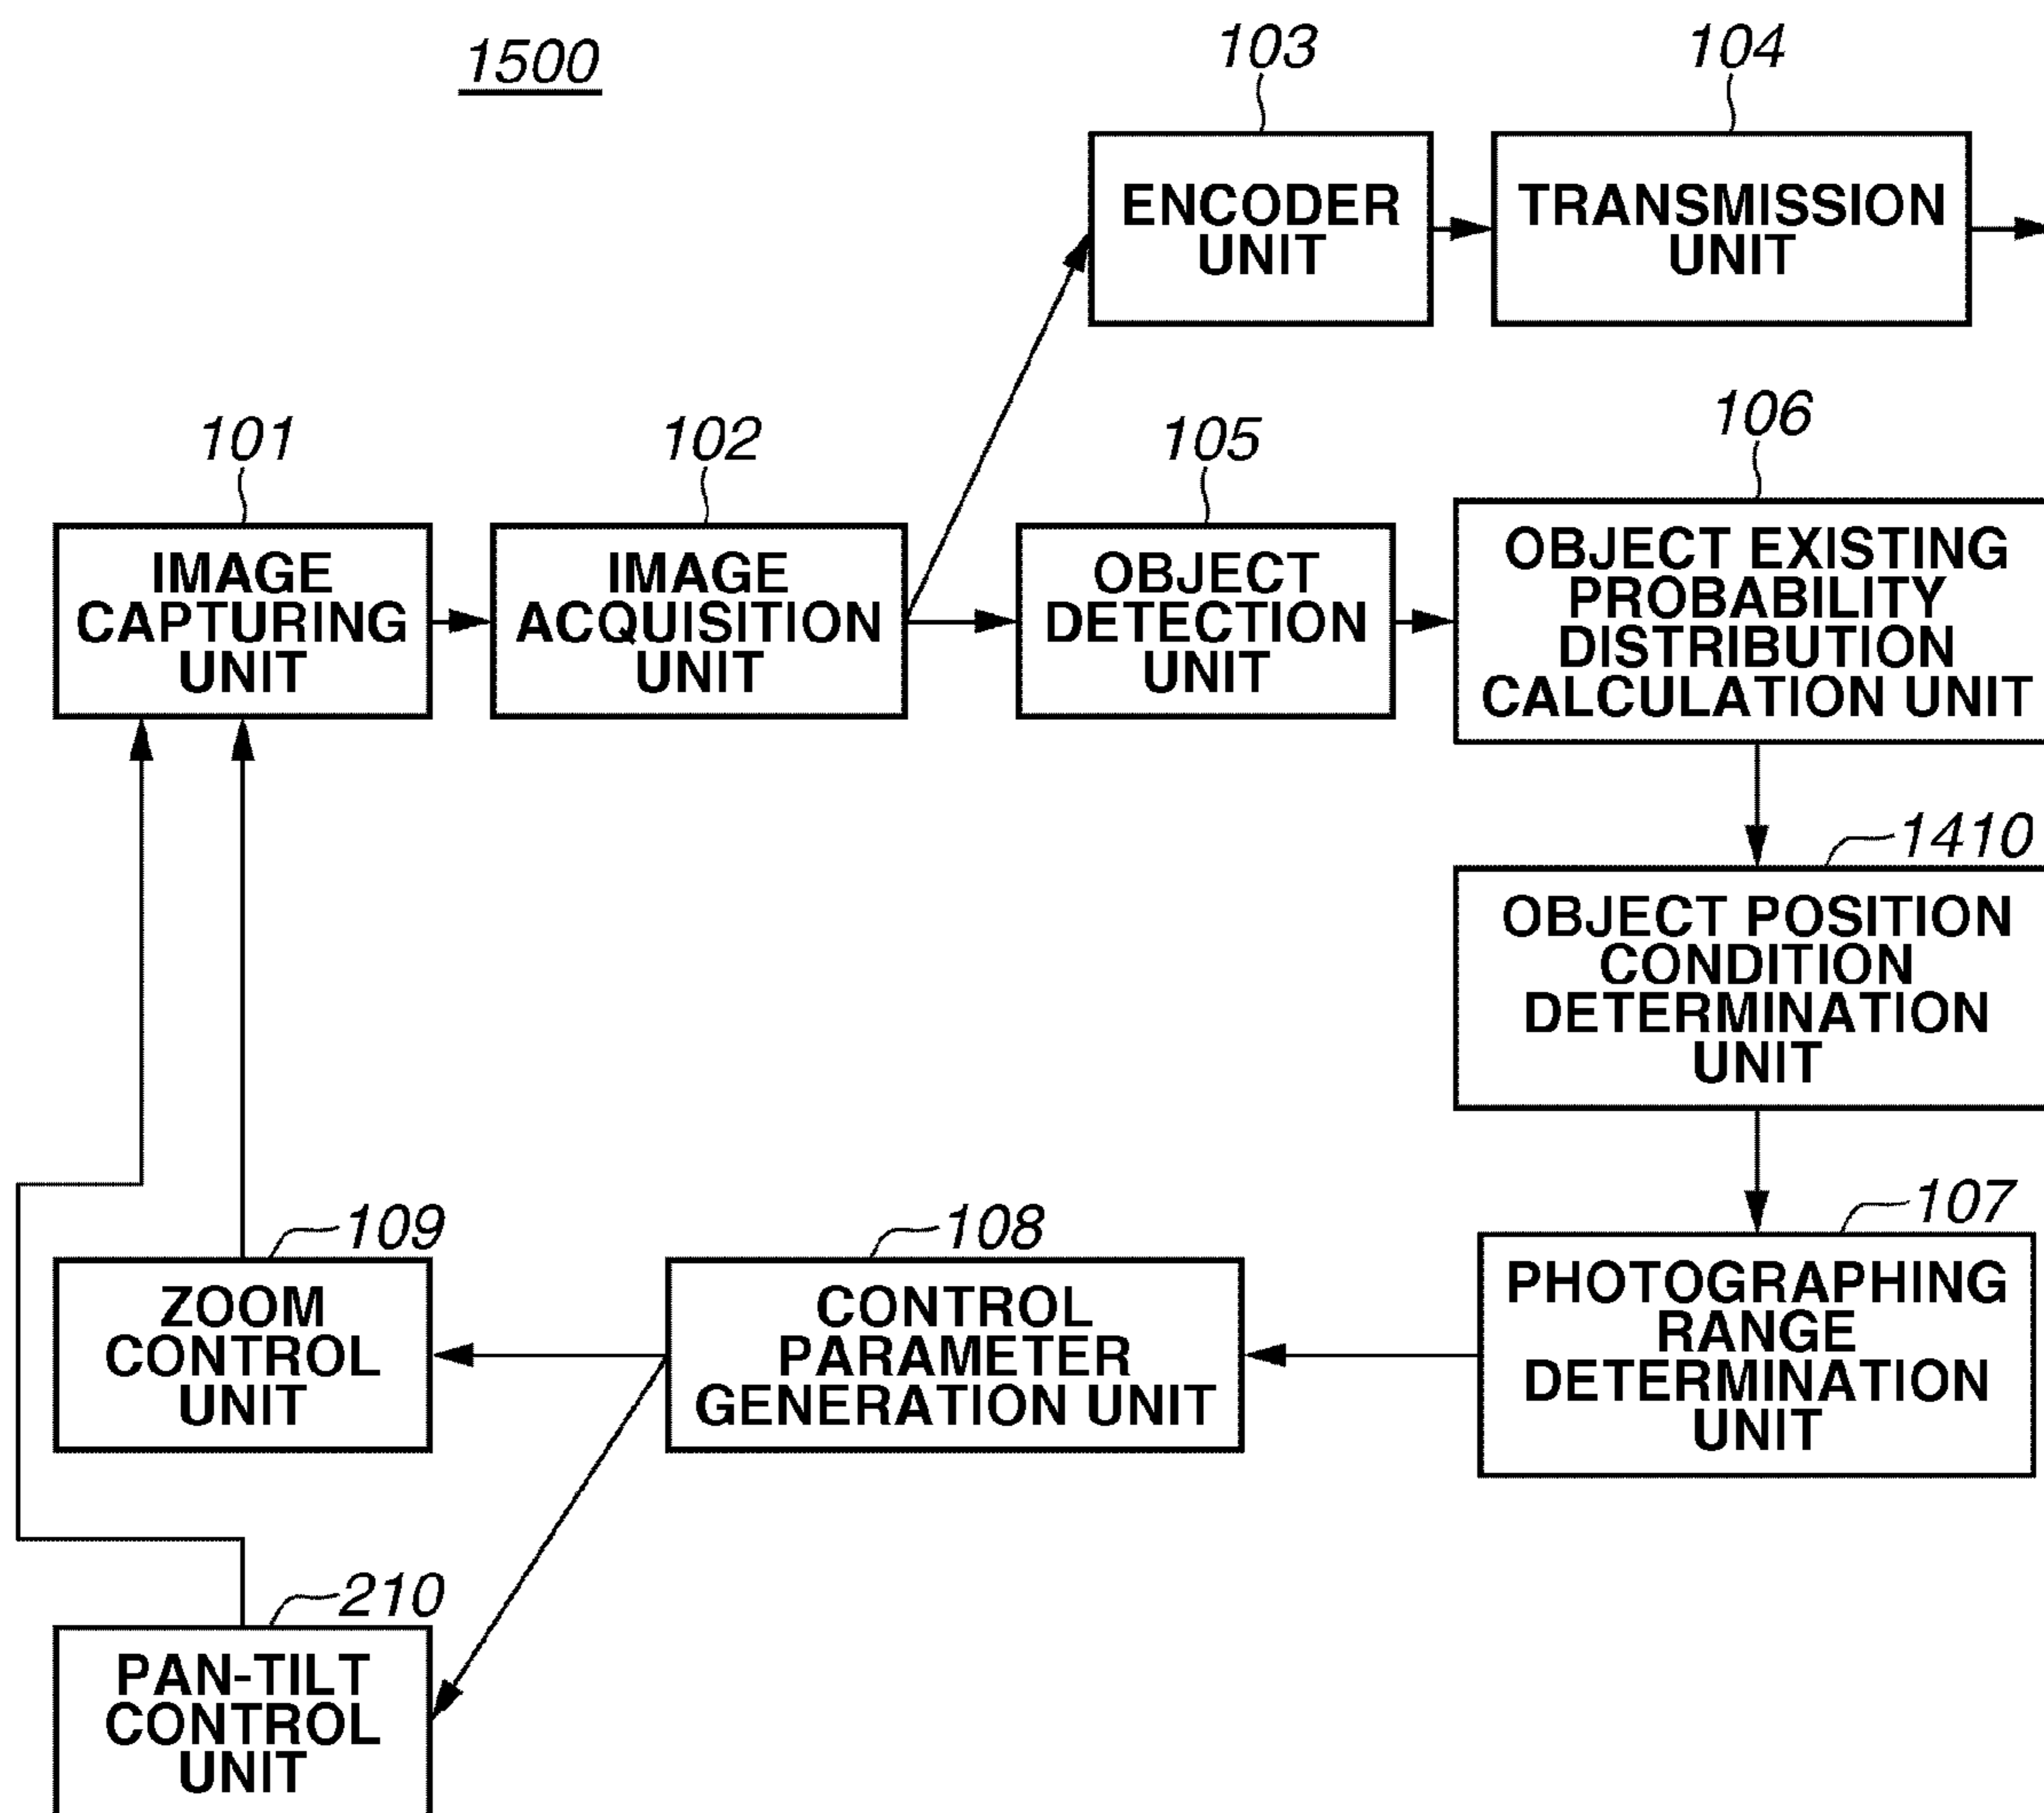 1500
103
104
ENCODER
UNIT
TRANSMISSION
UNIT
101
102
105
106
IMAGE
CAPTURING
UNIT
IMAGE
ACQUISITION
UNIT
OBJECT
DETECTION
UNIT
OBJECT EXISTING
PROBABILITY
DISTRIBUTION
CALCULATION UNIT
1410
OBJECT POSITION
CONDITION
DETERMINATION
UNIT
109
108
107
ZOOM
CONTROL
UNIT
CONTROL
PARAMETER
GENERATION UNIT
PHOTOGRAPHING
RANGE
DETERMINATION
UNIT
210
PAN-TILT
CONTROL
UNIT